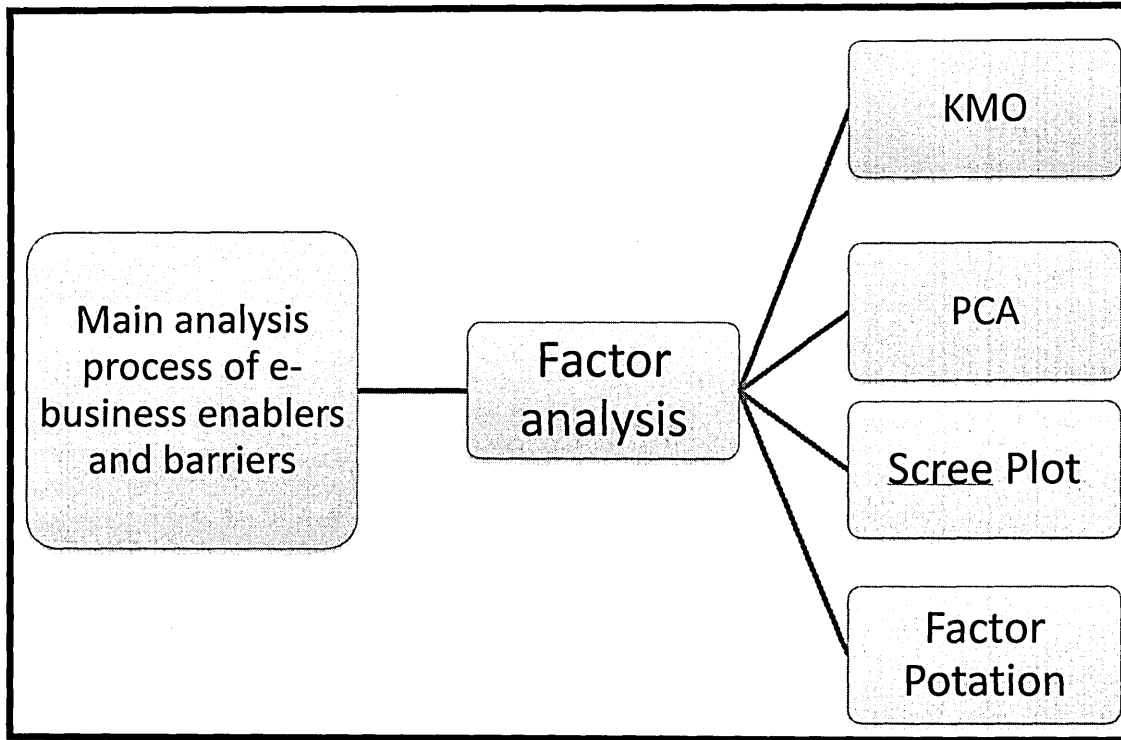 Main analysis
process of e-
business enablers
and barriers
Factor
analysis
KMO
PCA
Scree Plot
Factor
Potation